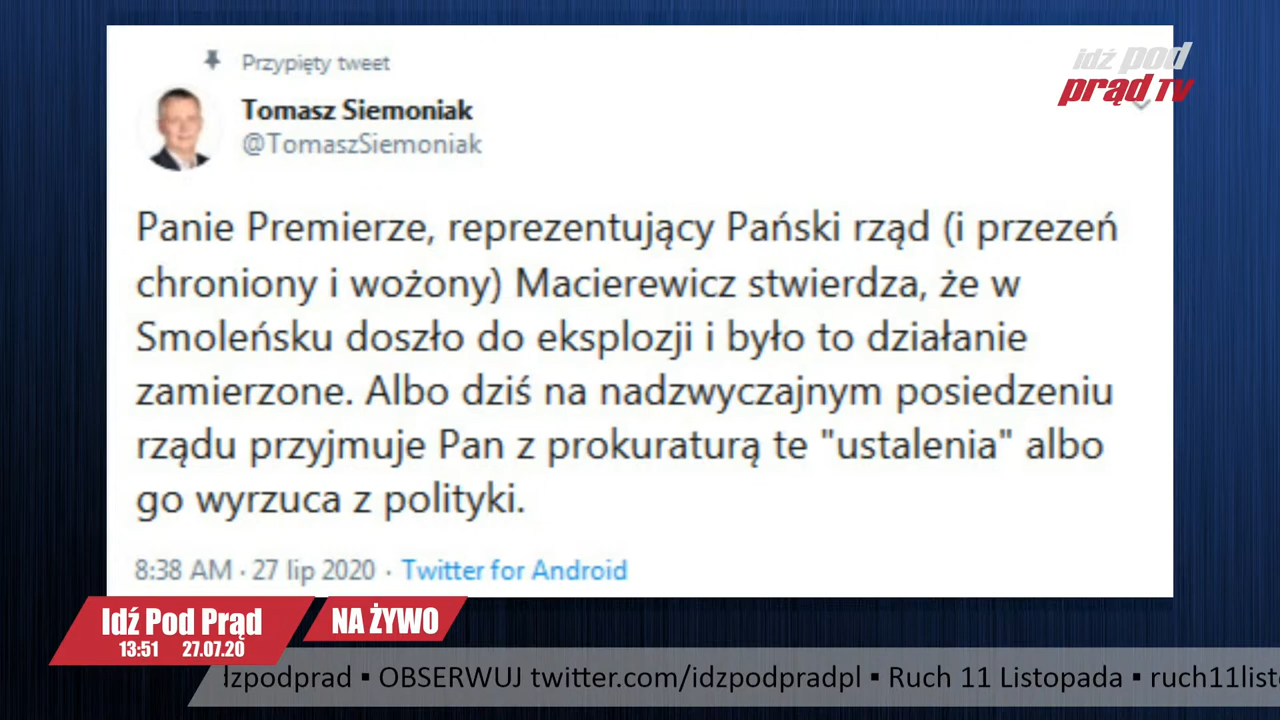 Przypięty tweet
idź pod
prąd TV
Tomasz Siemoniak
@TomaszSiemoniak
Panie Premierze, reprezentujący Pański rząd (i przezeń
chroniony i wożony) Macierewicz stwierdza, że w
Smoleńsku doszło do eksplozji i było to działanie
zamierzone. Albo dziś na nadzwyczajnym posiedzeniu
rządu przyjmuje Pan z prokuraturą te "ustalenia" albo
go wyrzuca z polityki.
8:38 AM · 27 lip 2020 · Twitter for Android
Idź Pod Prąd
NA ŻYWO
13:51 27.07.20
Izpodprad ▪ OBSERWUJ twitter.com/idzpodpradpl ▪ Ruch 11 Listopada ▪ ruch11list